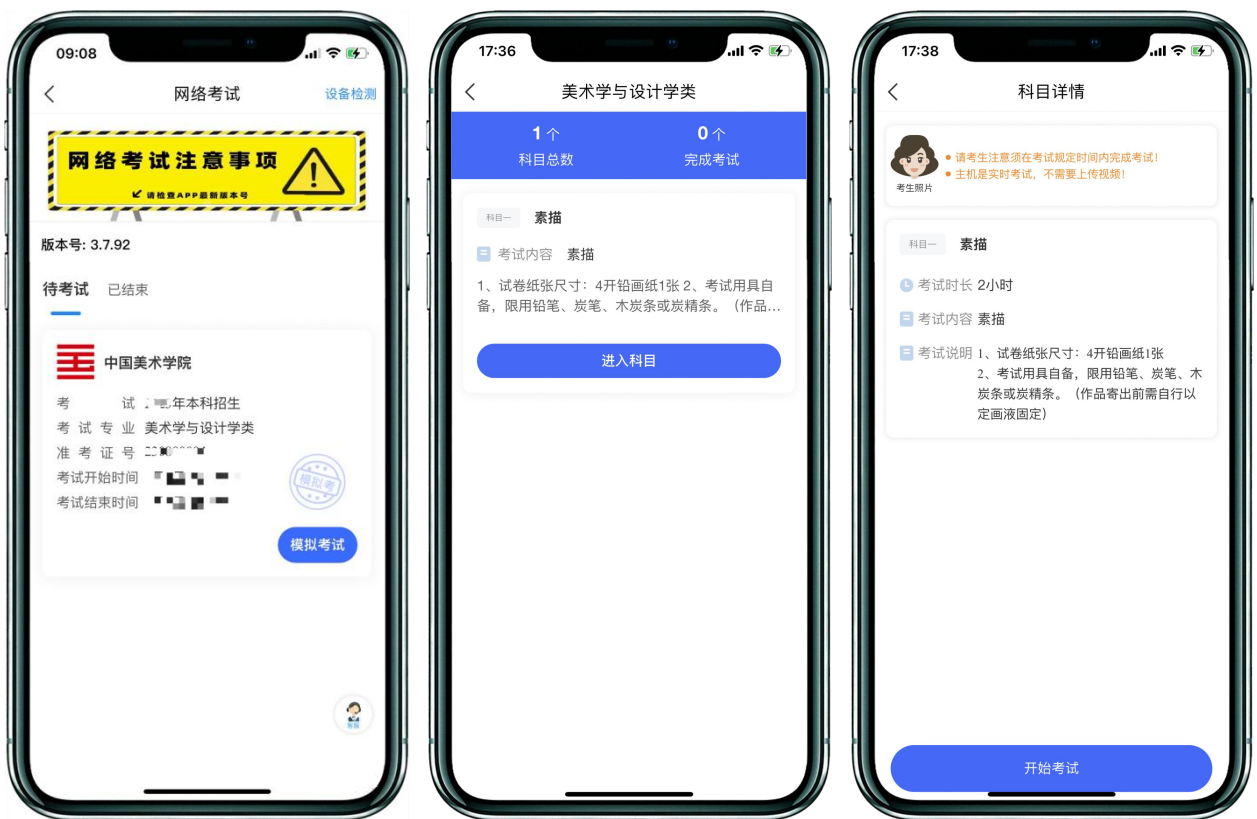 09:08
网络考试
设备检测
网络考试注意事项
请检查APP最新版本号
版本号: 3.7.92
待考试 已结束
中国美术学院
考试 年本科招生
考试专业 美术学与设计学类
准考证号
考试开始时间
考试结束时间
模拟考
模拟考试
客服
17:36
美术学与设计学类
1个 0个
科目总数 完成考试
科目一 素描
考试内容 素描
1、试卷纸张尺寸：4开铅画纸1张 2、考试用具自
备，限用铅笔、炭笔、木炭条或炭精条。（作品...
进入科目
17:38
科目详情
请考生注意须在考试规定时间内完成考试！
主机是实时考试，不需要上传视频！
考生照片
科目一 素描
考试时长 2小时
考试内容 素描
考试说明 1、试卷纸张尺寸：4开铅画纸1张
2、考试用具自备，限用铅笔、炭笔、木
炭条或炭精条。（作品寄出前需自行以
定画液固定）
开始考试